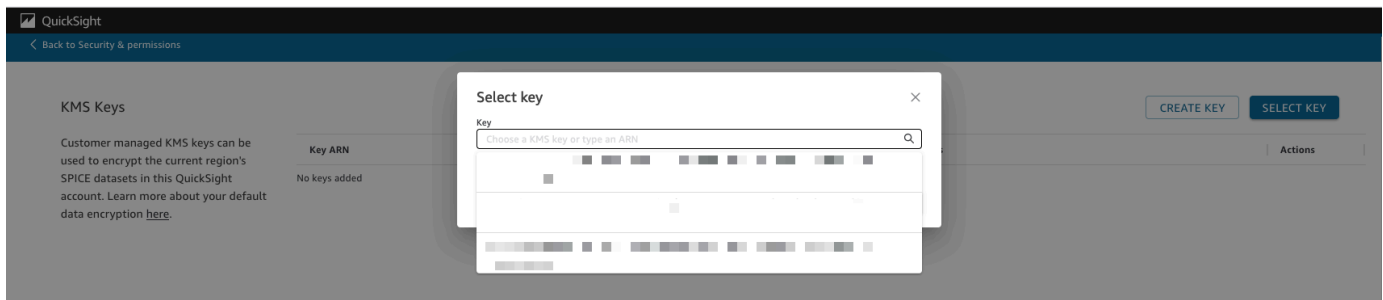 QuickSight
Back to Security & permissions
KMS Keys
Customer managed KMS keys can be
used to encrypt the current region's
SPICE datasets in this QuickSight
account. Learn more about your default
data encryption here.
Key ARN
No keys added
Select key
Key
Choose a KMS key or type an ARN
CREATE KEY
SELECT KEY
Actions